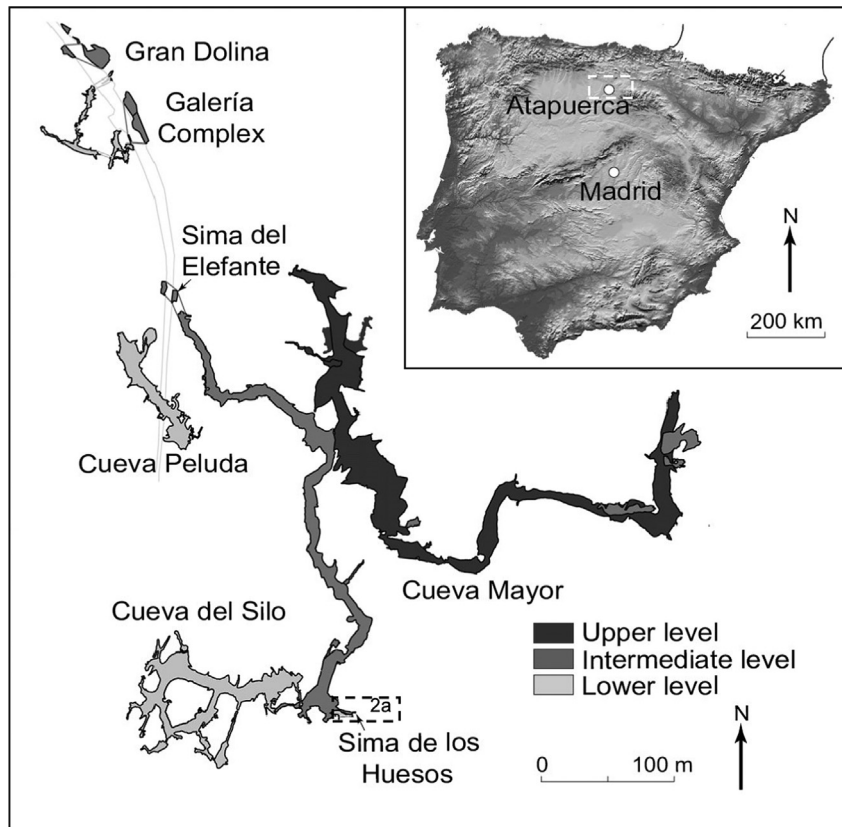 Gran Dolina
Galería
Complex
Sima del
Elefante
Cueva Peluda
Cueva Mayor
Cueva del Silo
2a
Sima de los
Huesos
Atapuerca
Madrid
N
200 km
Upper level
Intermediate level
Lower level
N
0 100 m